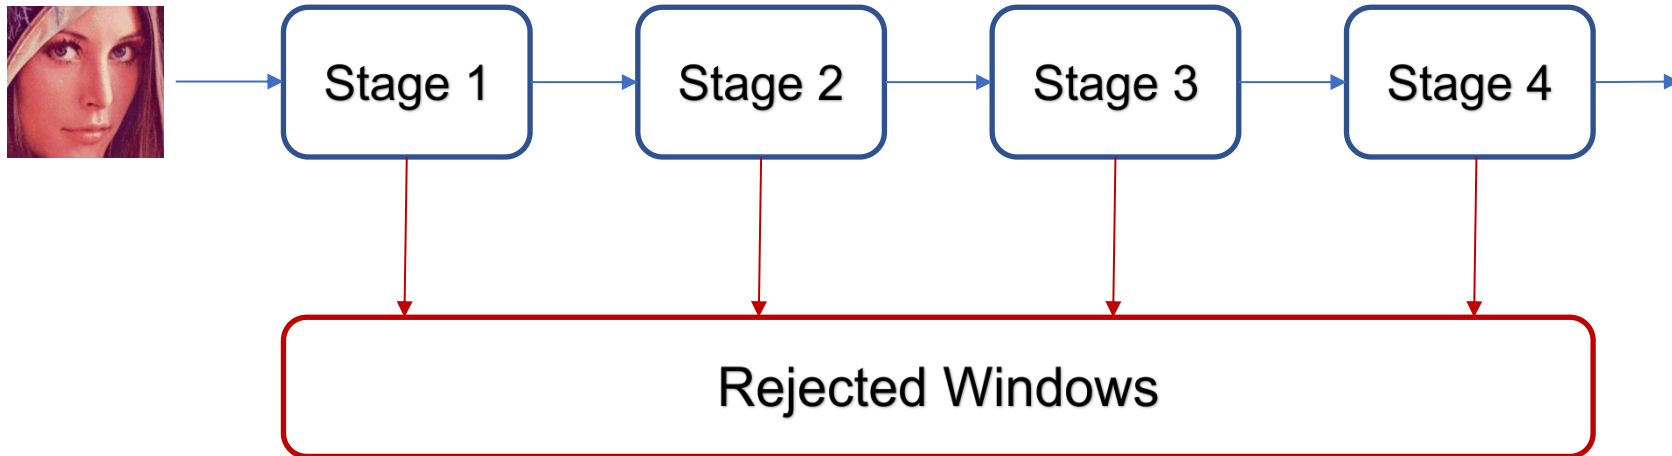 Stage 1
Stage 2
Stage 3
Stage 4
Rejected Windows